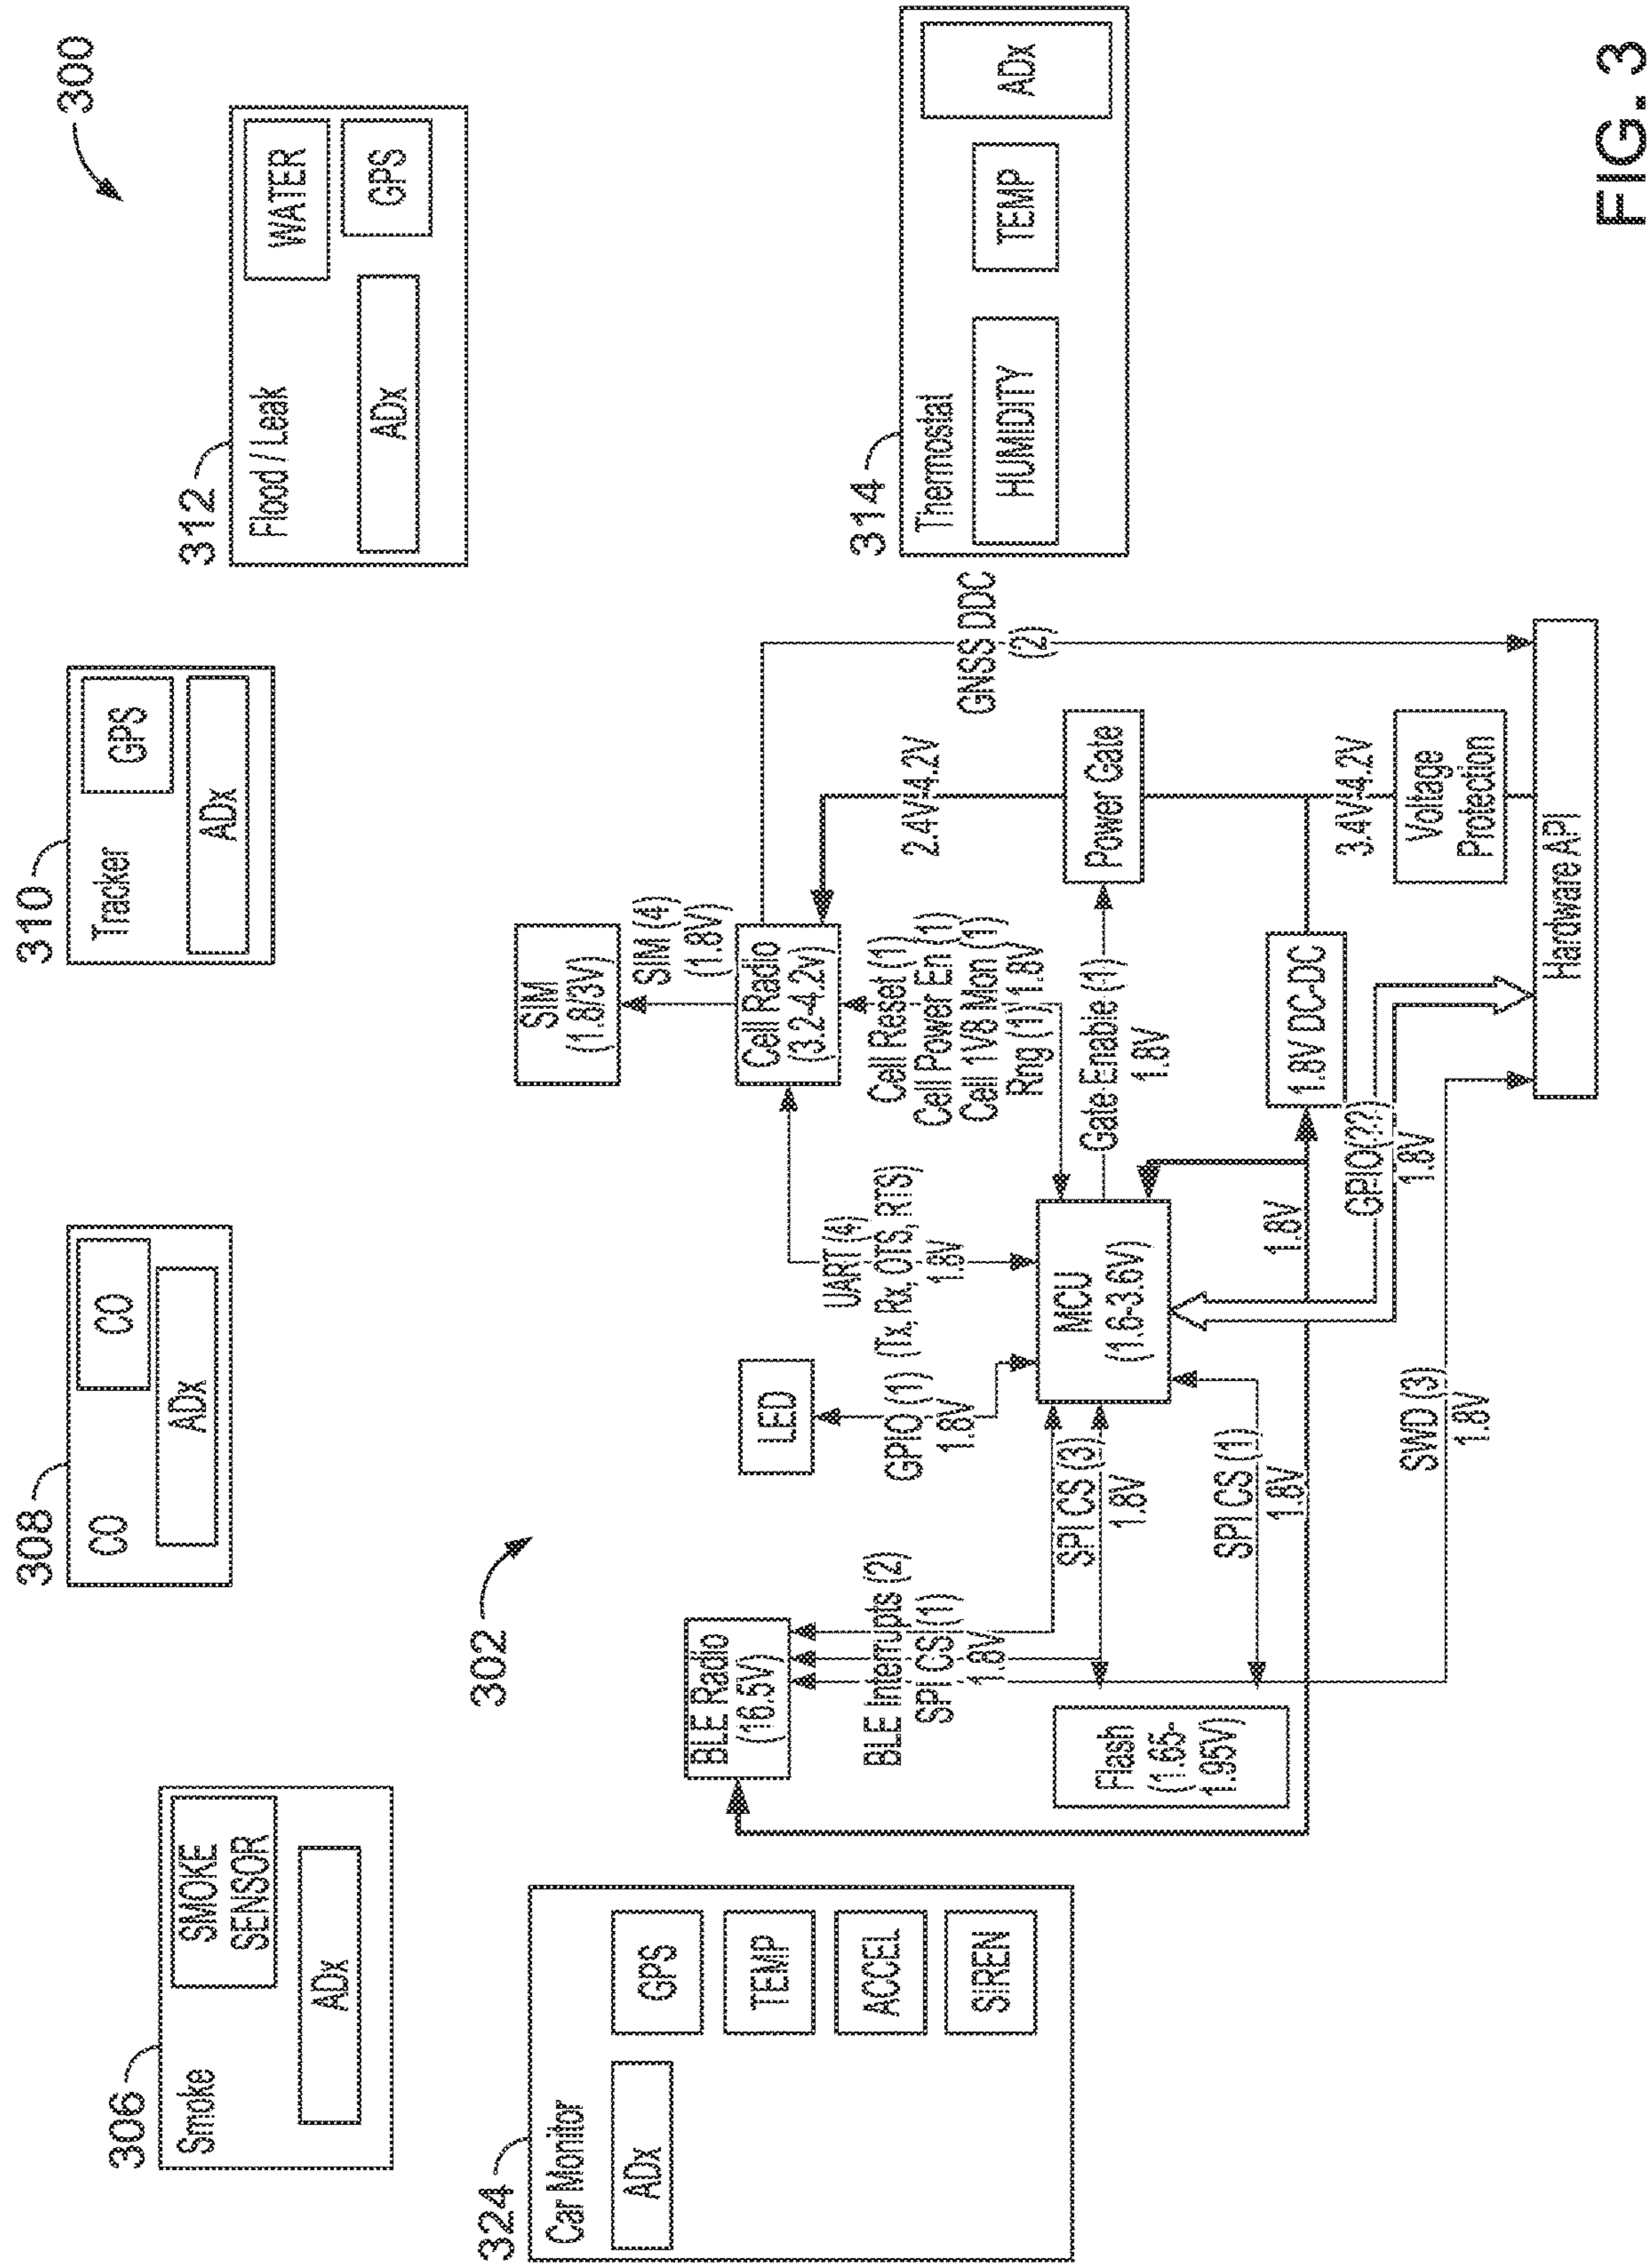 300
306
Smoke
SMOKE
SENSOR
ADx
308
CO
CO
ADx
310
Tracker
GPS
ADx
312
Flood / Leak
WATER
GPS
ADx
324
Car Monitor
ADx
GPS
TEMP
ACCEL
SIREN
302
SIM
(1.8/3V)
SIM (4)
(1.8V)
BLE Radio
(16.5V)
LED
Cell Radio
(3.2-4.2v)
BLE Interrupts (2)
SPI CS (1)
1.8V
GPIO (1)
1.8V
UART (4)
(Tx, Rx, OTS, RTS)
1.8V
Cell Reset (1)
Cell Power En (1)
Cell 1V8 Mon (1)
Rng (1) 1.8V
2.4V/4.2V
GNSS DDC
(2)
314
Thermostat
HUMIDITY
TEMP
ADx
Flash
(1.65-
1.95V)
SPI CS (3)
1.8V
MCU
(1.6-3.6V)
Gate Enable (1)
1.8V
Power Gate
SPI CS (1)
1.8V
1.8V
1.8V DC-DC
GPIO(??)
1.8V
3.4V/4.2V
Voltage
Protection
SWD (3)
1.8V
Hardware API
FIG. 3